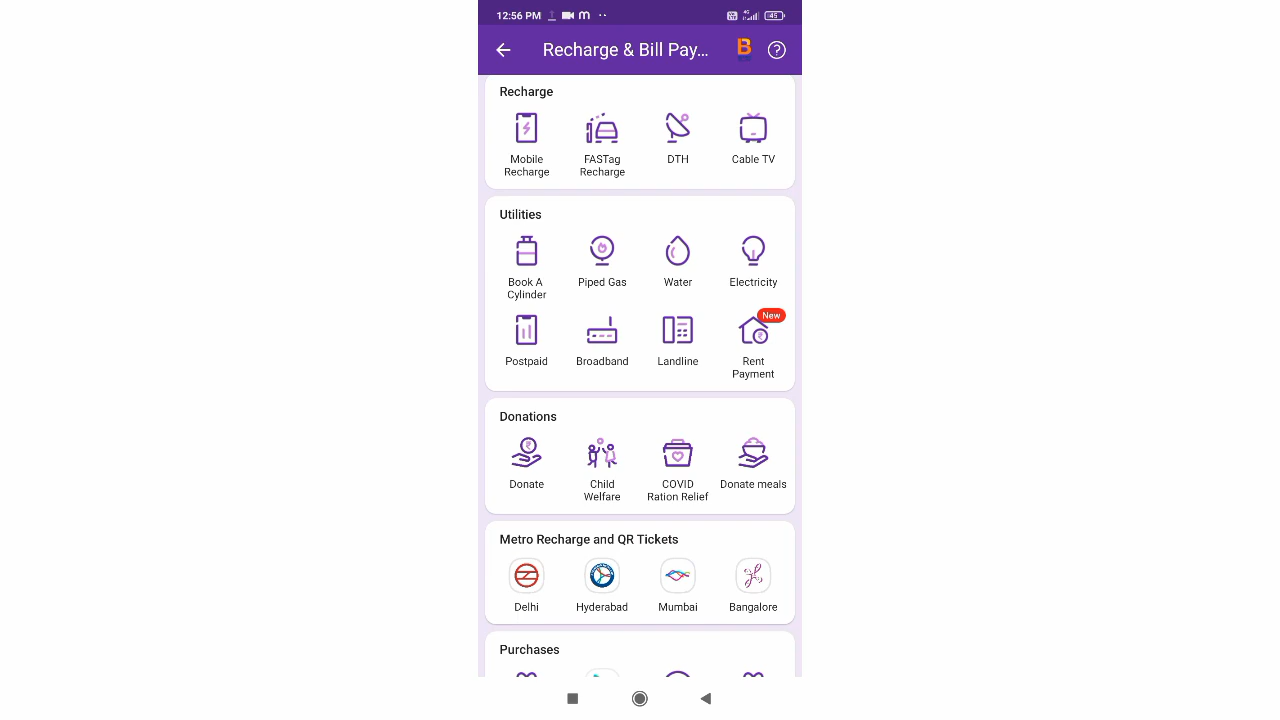 12:56 PM
4G
45
Recharge & Bill Pay...
B
Recharge
Mobile Recharge
FASTag Recharge
DTH
Cable TV
Utilities
Book A Cylinder
Piped Gas
Water
Electricity
Postpaid
Broadband
Landline
New
Rent Payment
Donations
Donate
Child Welfare
COVID Ration Relief
Donate meals
Metro Recharge and QR Tickets
Delhi
Hyderabad
Mumbai
Bangalore
Purchases